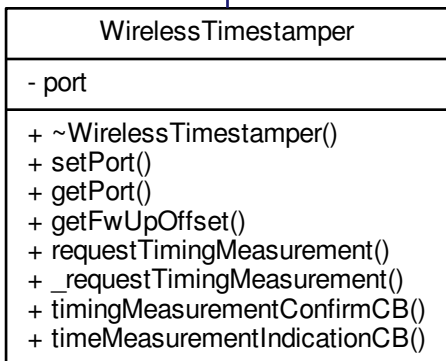 WirelessTimestamper
- port
+ ~WirelessTimestamper()
+ setPort()
+ getPort()
+ getFwUpOffset()
+ requestTimingMeasurement()
+ _requestTimingMeasurement()
+ timingMeasurementConfirmCB()
+ timeMeasurementIndicationCB()